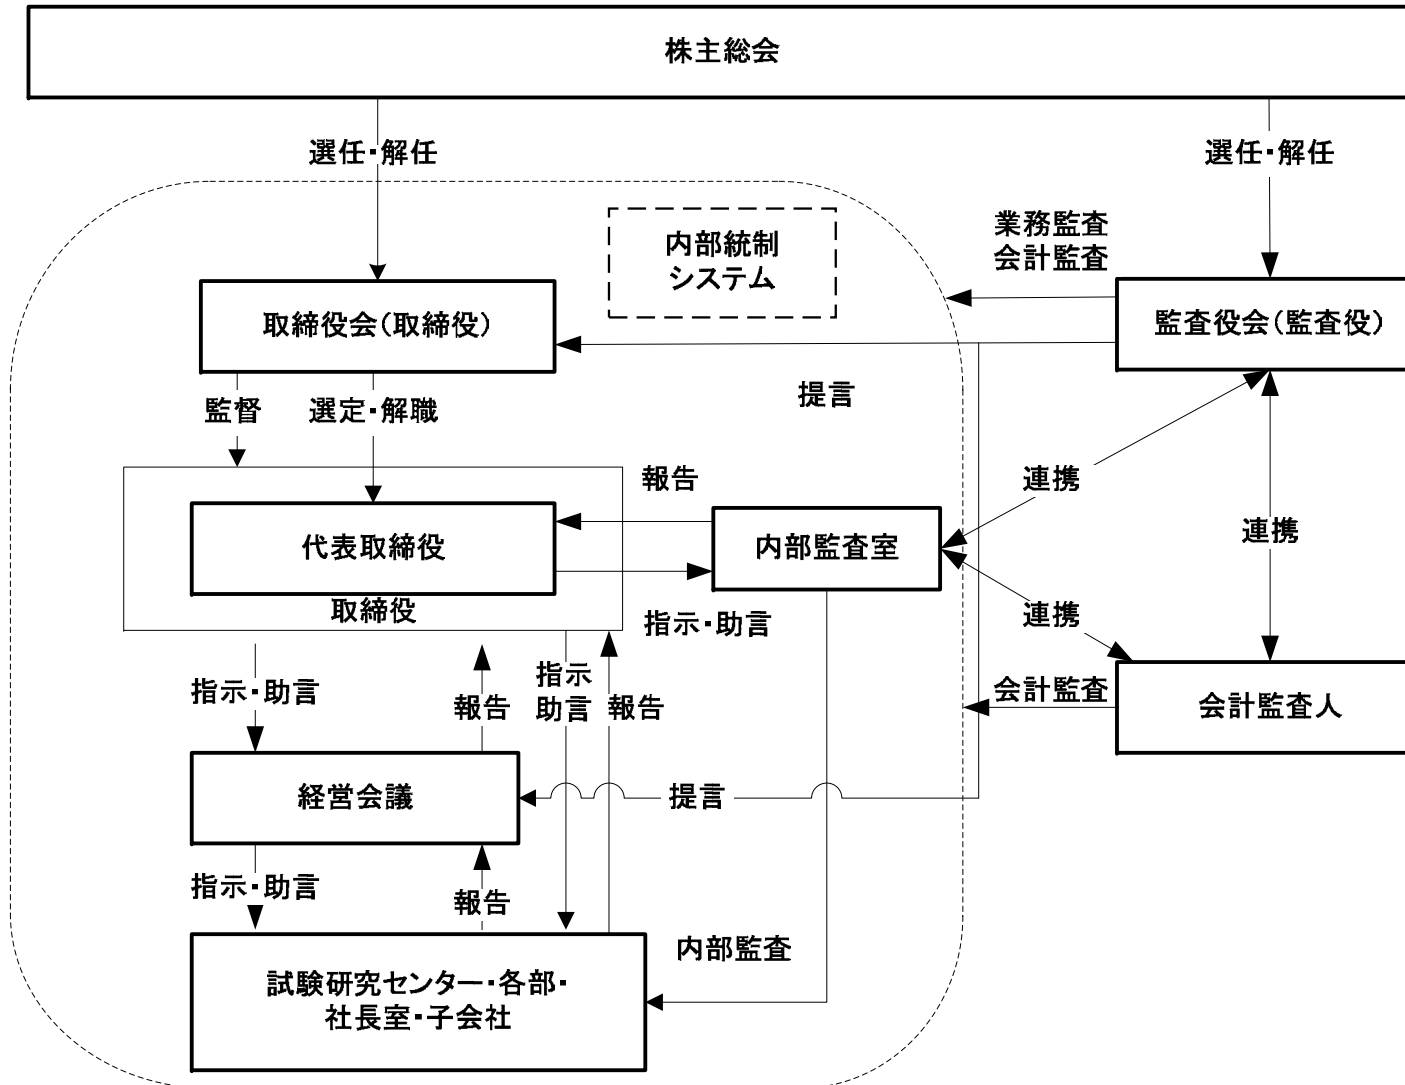 株主総会
選任・解任
選任・解任
内部統制
システム
業務監査
会計監査
取締役会(取締役)
監査役会(監査役)
提言
監督
選定・解職
報告
連携
代表取締役
内部監査室
連携
取締役
指示・助言
連携
指示・助言
報告
指示
助言
報告
会計監査
会計監査人
経営会議
提言
指示・助言
報告
内部監査
試験研究センター・各部・
社長室・子会社